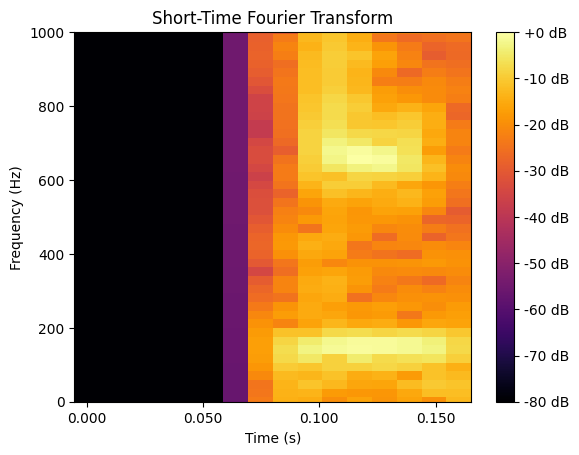 Short-Time Fourier Transform
Frequency (Hz)
1000
800
600
400
200
0
0.000
0.050
0.100
0.150
Time (s)
+0 dB
-10 dB
-20 dB
-30 dB
-40 dB
-50 dB
-60 dB
-70 dB
-80 dB